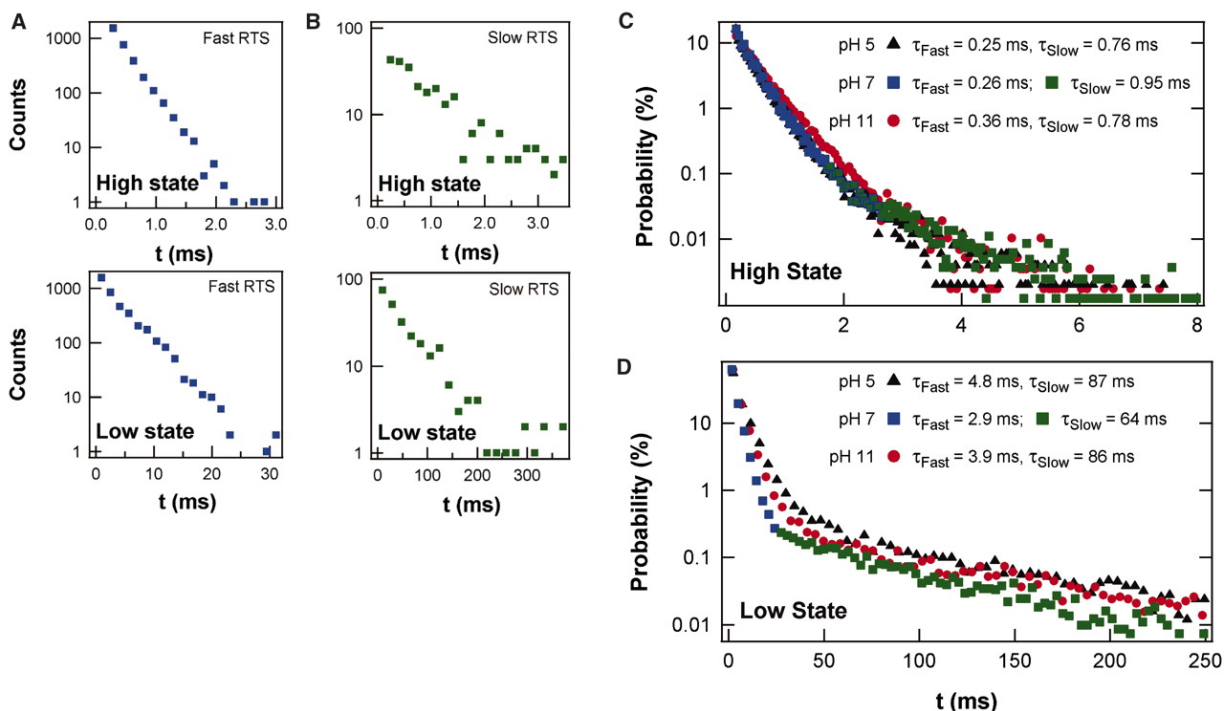 A
Fast RTS
1000
100
10
1
Counts
High state
0.0 1.0 2.0 3.0
t (ms)
Fast RTS
1000
100
10
1
Counts
Low state
0 10 20 30
t (ms)
B
Slow RTS
100
10
1
High state
0.0 1.0 2.0 3.0
t (ms)
Slow RTS
100
10
1
Low state
0 100 200 300
t (ms)
C
10
1
0.1
0.01
Probability (%)
pH 5 τFast = 0.25 ms, τSlow = 0.76 ms
pH 7 τFast = 0.26 ms; τSlow = 0.95 ms
pH 11 τFast = 0.36 ms, τSlow = 0.78 ms
High State
0 2 4 6 8
D
10
1
0.1
0.01
Probability (%)
pH 5 τFast = 4.8 ms, τSlow = 87 ms
pH 7 τFast = 2.9 ms; τSlow = 64 ms
pH 11 τFast = 3.9 ms, τSlow = 86 ms
Low State
0 50 100 150 200 250
t (ms)